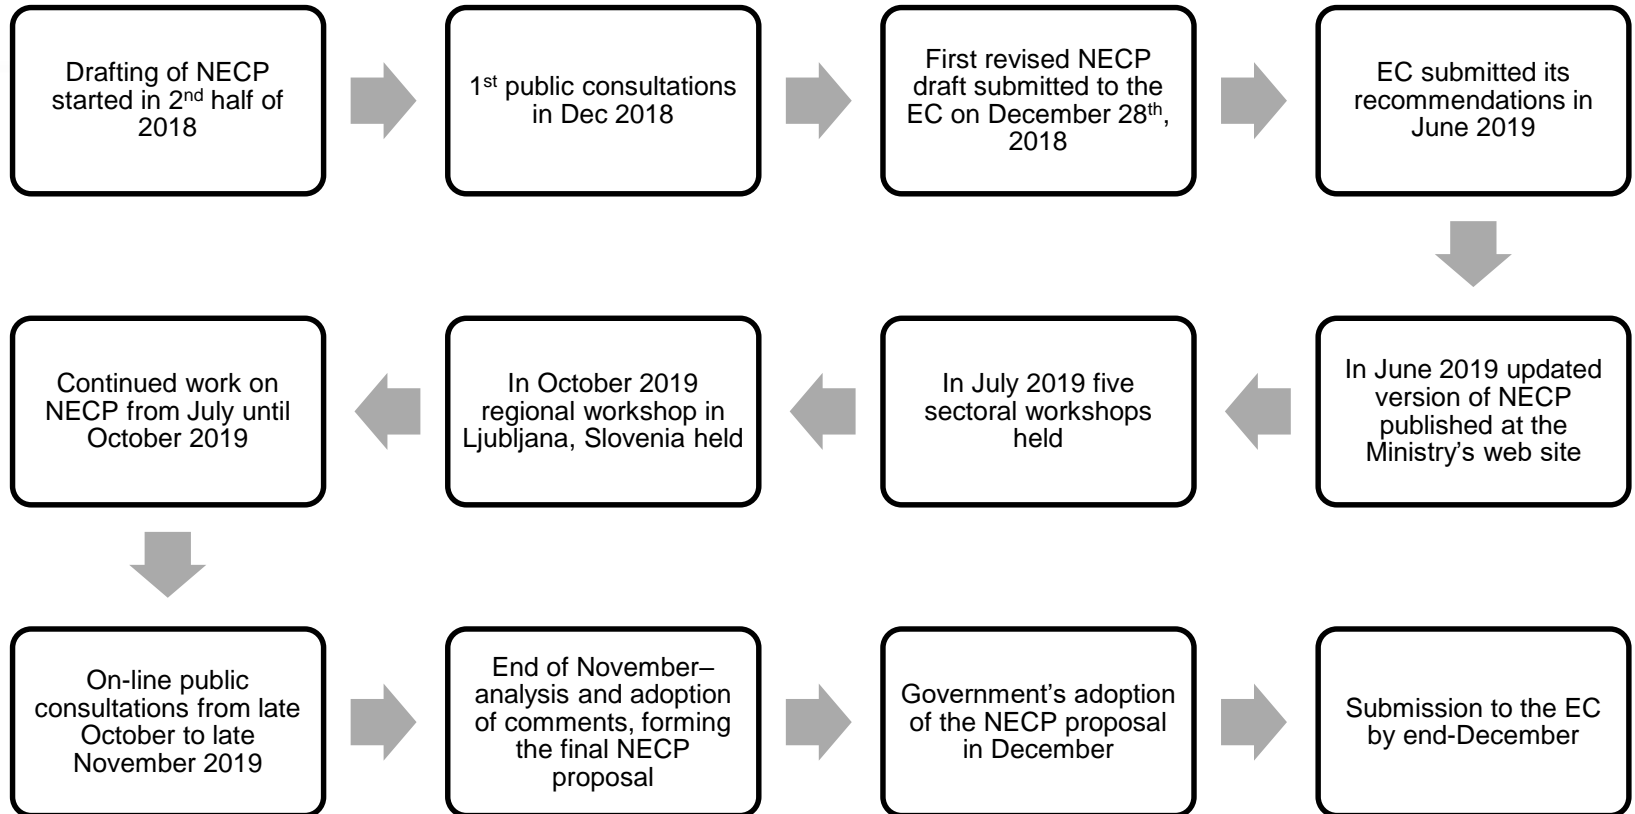 Drafting of NECP
started in 2nd half of
2018
1st public consultations
in Dec 2018
First revised NECP
draft submitted to the
EC on December 28th,
2018
EC submitted its
recommendations in
June 2019
In June 2019 updated
version of NECP
published at the
Ministry's web site
In July 2019 five
sectoral workshops
held
In October 2019
regional workshop in
Ljubljana, Slovenia held
Continued work on
NECP from July until
October 2019
On-line public
consultations from late
October to late
November 2019
End of November–
analysis and adoption
of comments, forming
the final NECP
proposal
Government's adoption
of the NECP proposal
in December
Submission to the EC
by end-December